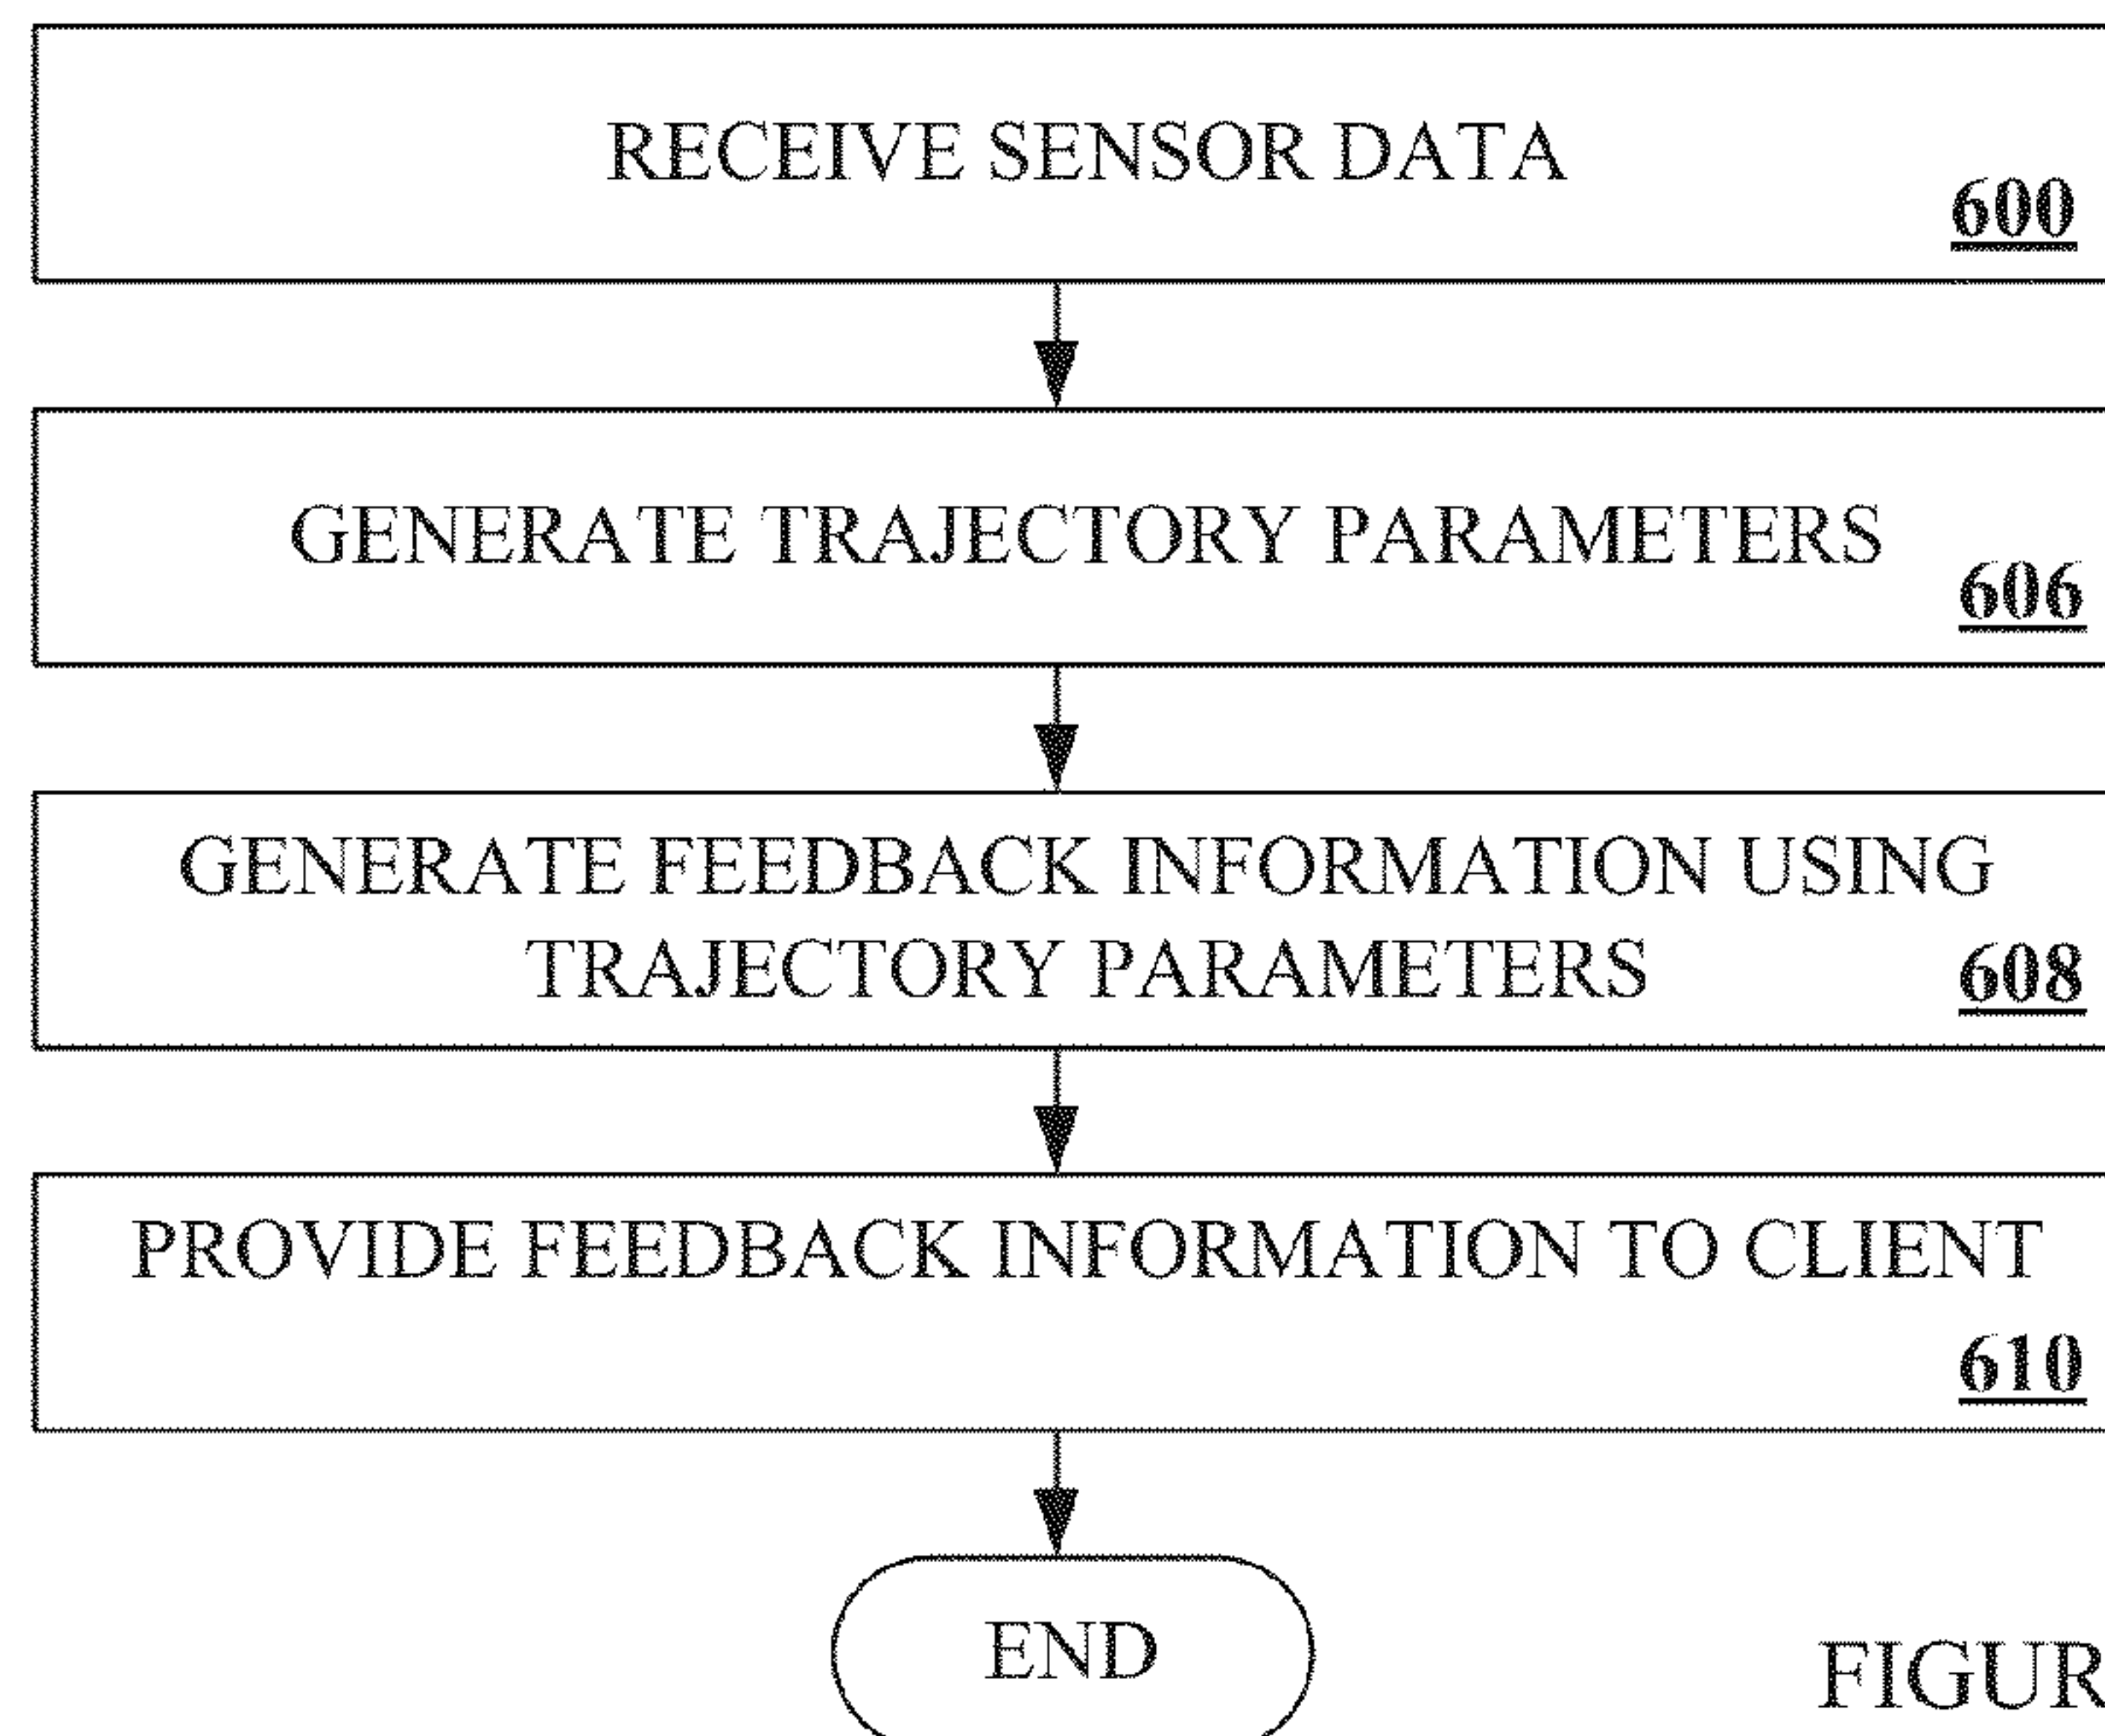 RECEIVE SENSOR DATA
600
GENERATE TRAJECTORY PARAMETERS
606
GENERATE FEEDBACK INFORMATION USING
TRAJECTORY PARAMETERS
608
PROVIDE FEEDBACK INFORMATION TO CLIENT
610
END
FIGUR